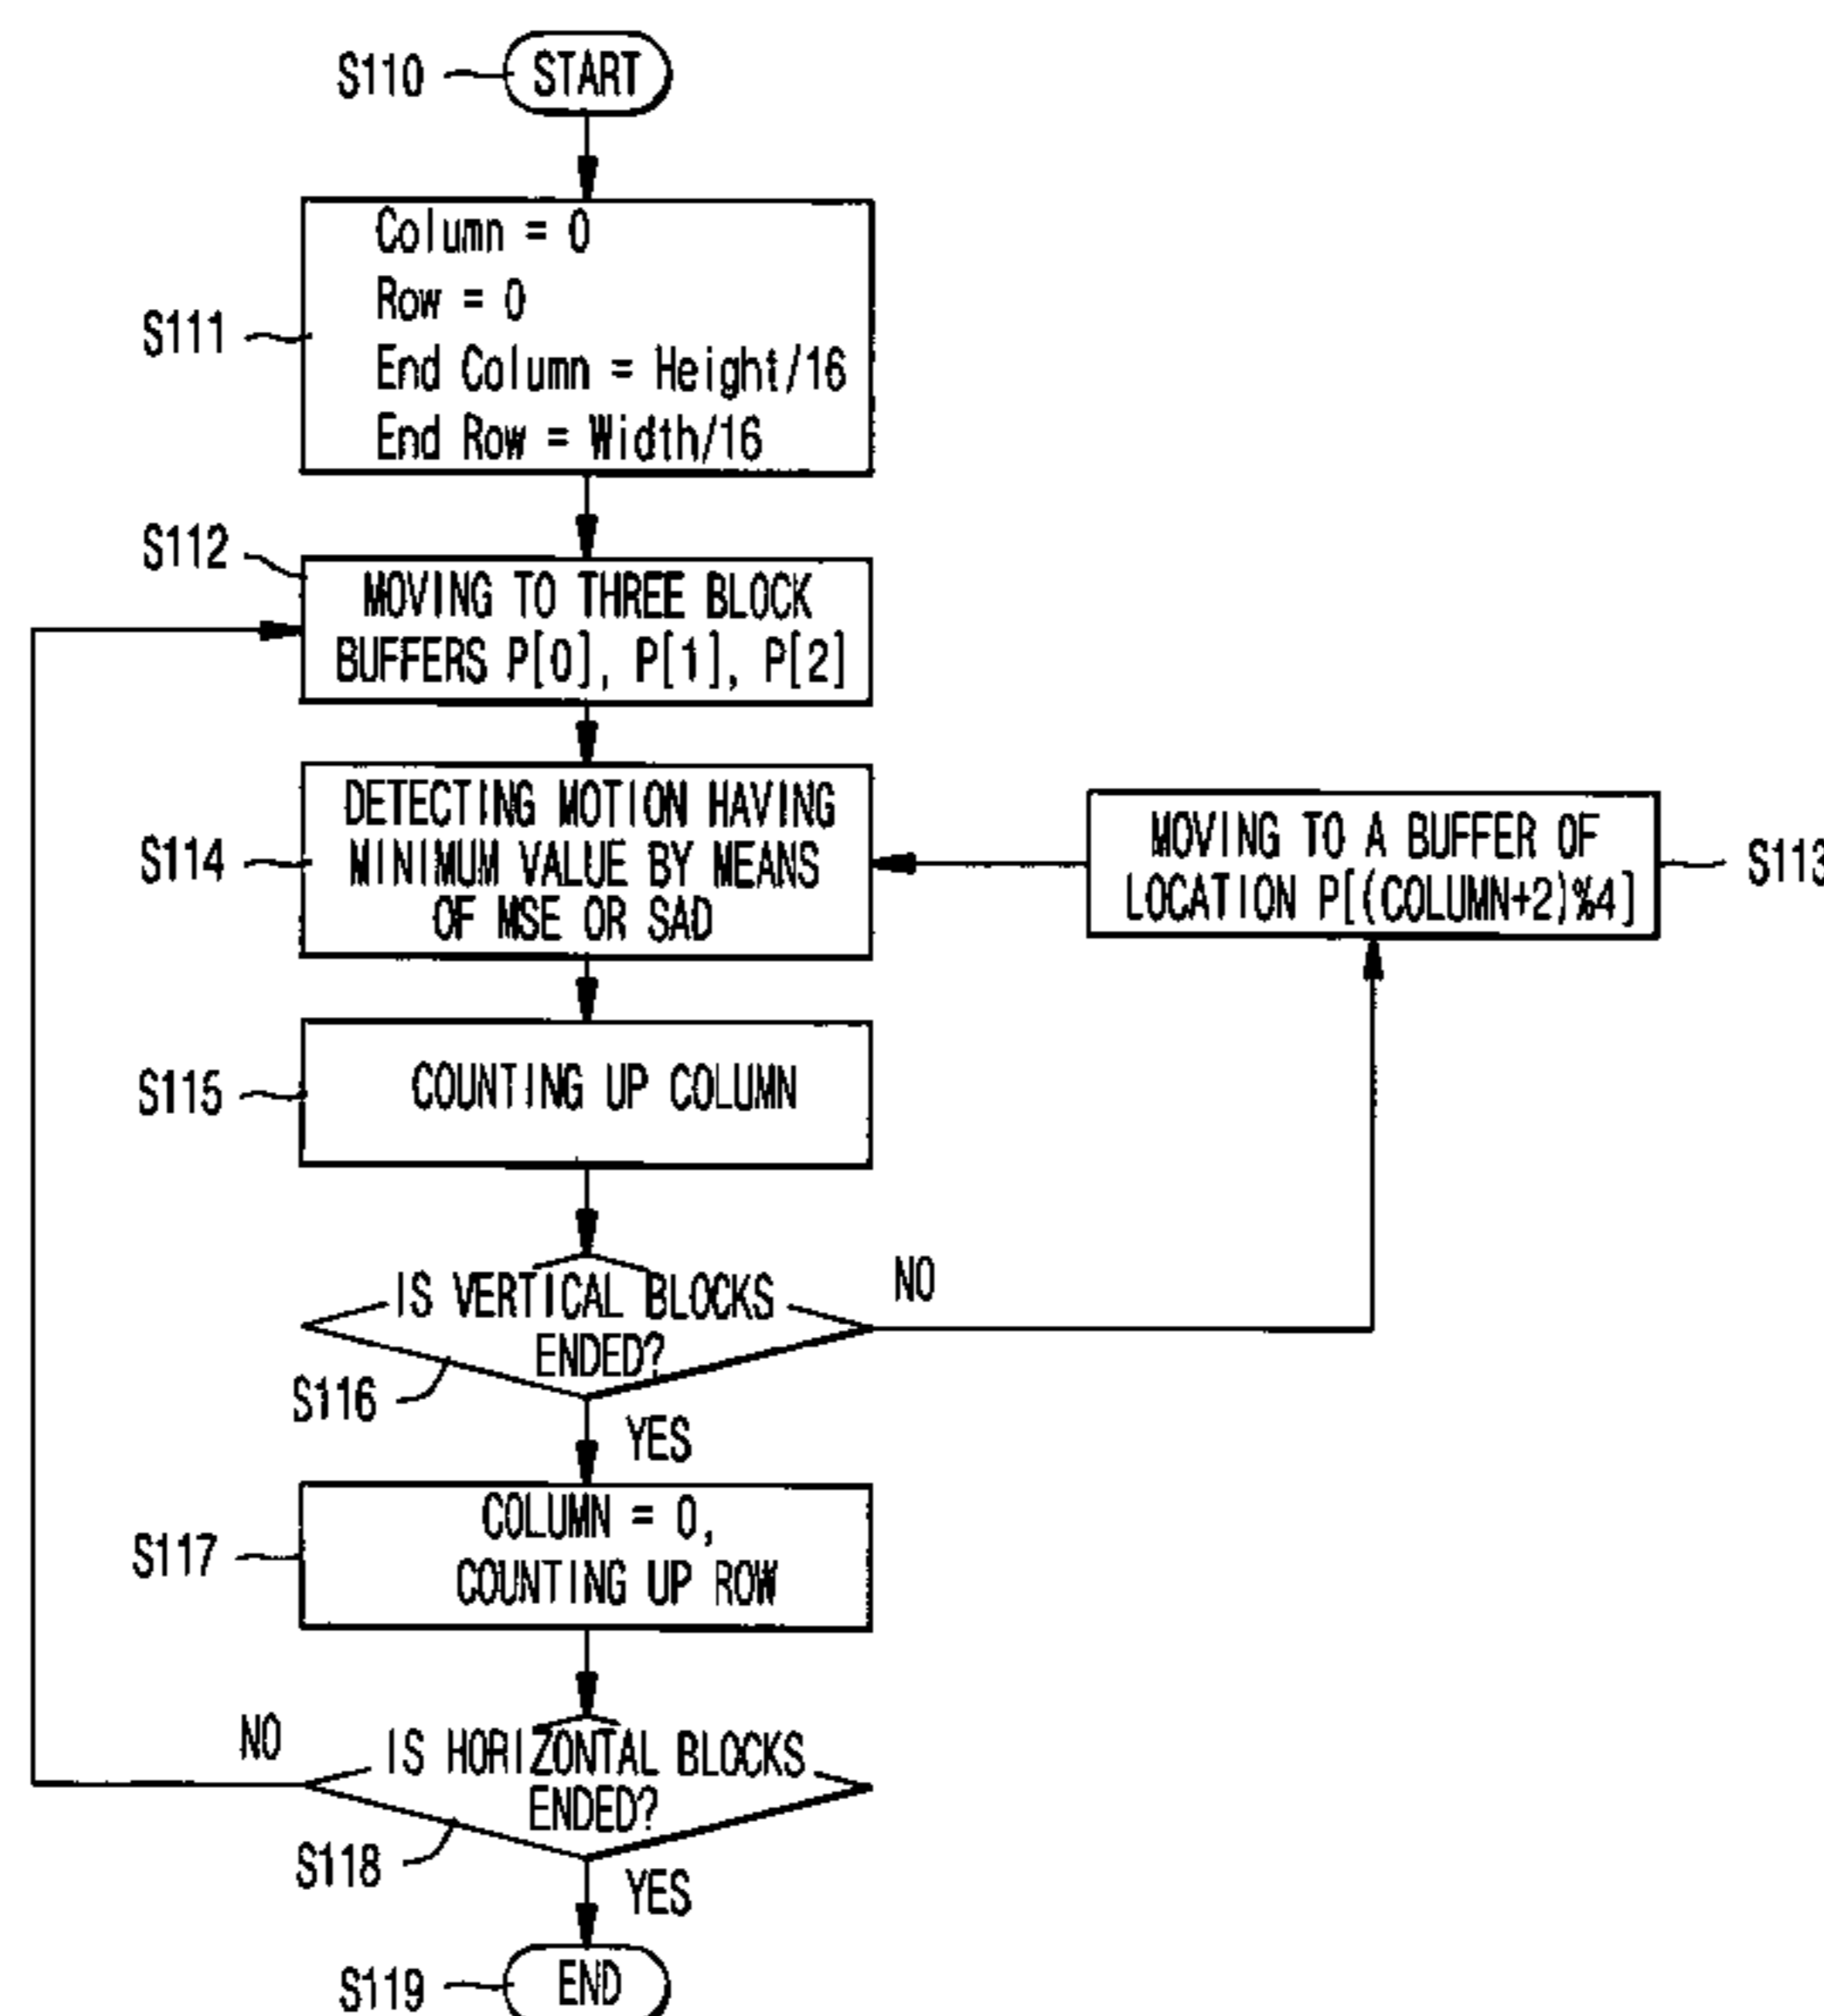 S110
START
S111
Column = 0
Row = 0
End Column = Height/16
End Row = Width/16
S112
MOVING TO THREE BLOCK
BUFFERS P[0], P[1], P[2]
S114
DETECTING MOTION HAVING
MINIMUM VALUE BY MEANS
OF MSE OR SAD
MOVING TO A BUFFER OF
LOCATION P[(COLUMN+2)%4]
S113
S115
COUNTING UP COLUMN
IS VERTICAL BLOCKS
ENDED?
NO
S116
YES
S117
COLUMN = 0,
COUNTING UP ROW
NO
IS HORIZONTAL BLOCKS
ENDED?
S118
YES
S119
END